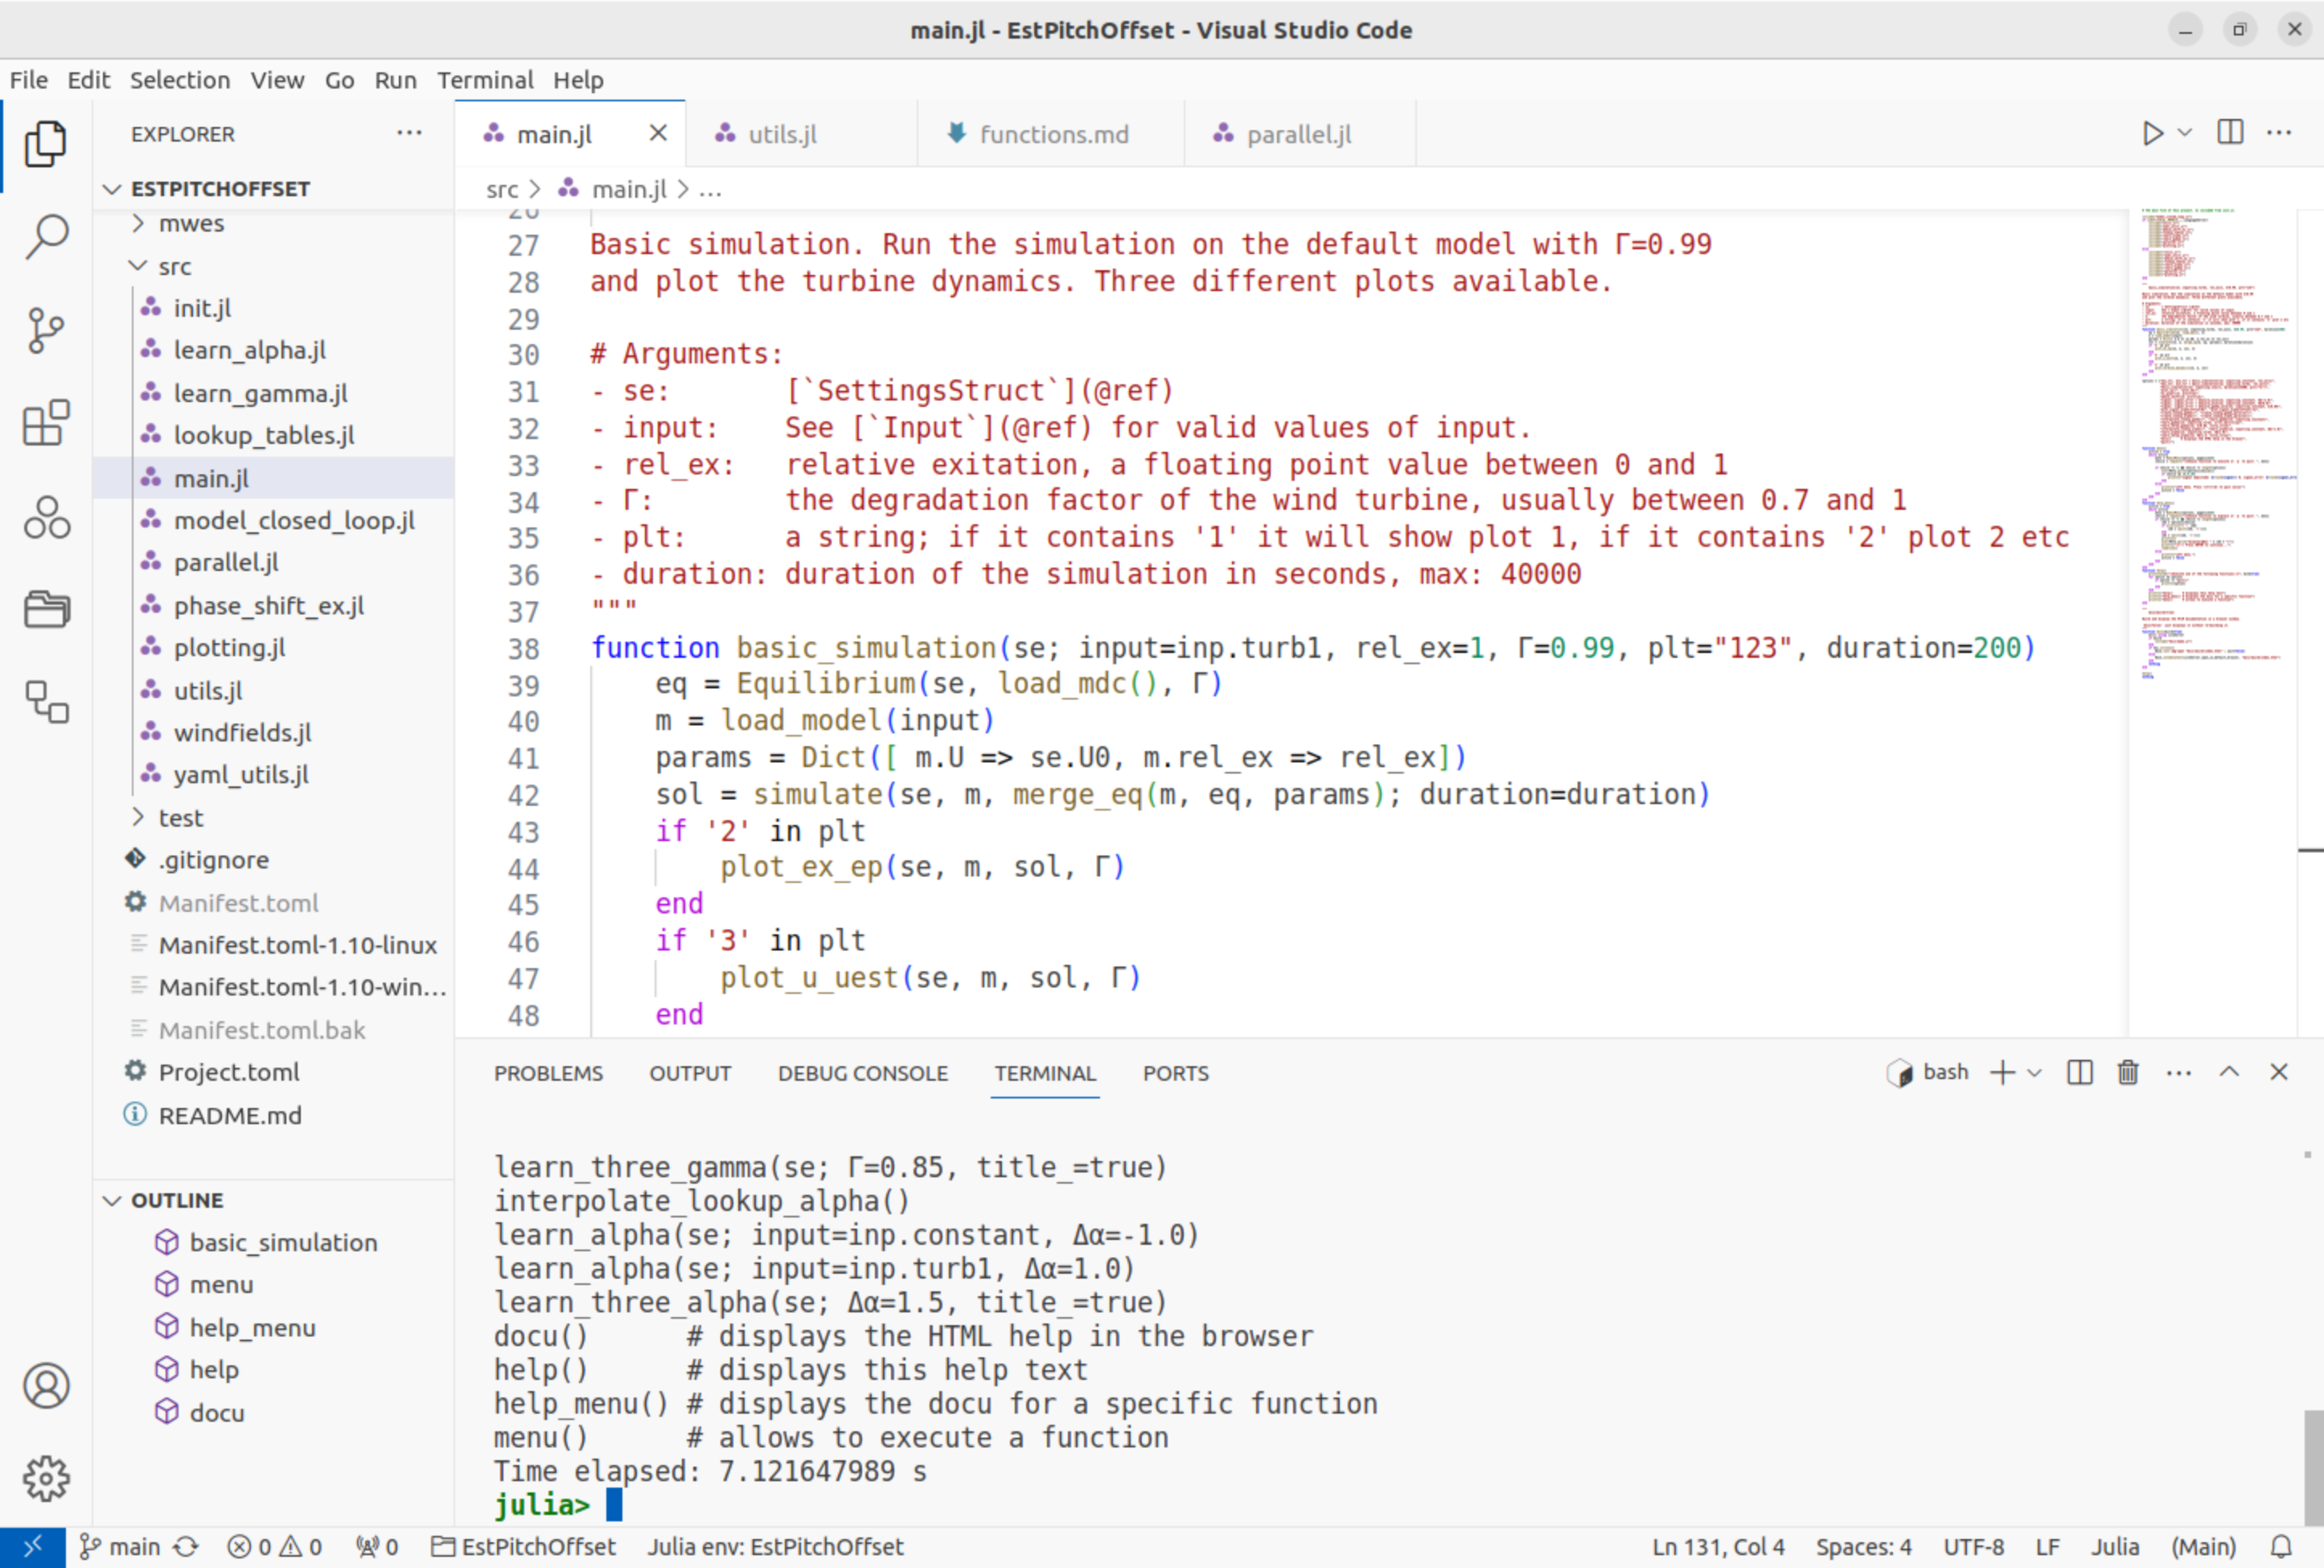 main.jl - EstPitchOffset - Visual Studio Code
File Edit Selection View Go Run Terminal Help
EXPLORER
ESTPITCHOFFSET
mwes
src
init.jl
learn_alpha.jl
learn_gamma.jl
lookup_tables.jl
main.jl
model_closed_loop.jl
parallel.jl
phase_shift_ex.jl
plotting.jl
utils.jl
windfields.jl
yaml_utils.jl
test
.gitignore
Manifest.toml
Manifest.toml-1.10-linux
Manifest.toml-1.10-win...
Manifest.toml.bak
Project.toml
README.md
OUTLINE
basic_simulation
menu
help_menu
help
docu
main.jl utils.jl functions.md parallel.jl
src > main.jl > ...
26
27 Basic simulation. Run the simulation on the default model with Γ=0.99
28 and plot the turbine dynamics. Three different plots available.
29
30 # Arguments:
31 - se:       [`SettingsStruct`](@ref)
32 - input:    See [`Input`](@ref) for valid values of input.
33 - rel_ex:   relative exitation, a floating point value between 0 and 1
34 - Γ:        the degradation factor of the wind turbine, usually between 0.7 and 1
35 - plt:      a string; if it contains '1' it will show plot 1, if it contains '2' plot 2 etc
36 - duration: duration of the simulation in seconds, max: 40000
37 """
38 function basic_simulation(se; input=inp.turb1, rel_ex=1, Γ=0.99, plt="123", duration=200)
39     eq = Equilibrium(se, load_mdc(), Γ)
40     m = load_model(input)
41     params = Dict([ m.U => se.U0, m.rel_ex => rel_ex])
42     sol = simulate(se, m, merge_eq(m, eq, params); duration=duration)
43     if '2' in plt
44         plot_ex_ep(se, m, sol, Γ)
45     end
46     if '3' in plt
47         plot_u_uest(se, m, sol, Γ)
48     end
PROBLEMS OUTPUT DEBUG CONSOLE TERMINAL PORTS
bash
learn_three_gamma(se; Γ=0.85, title_=true)
interpolate_lookup_alpha()
learn_alpha(se; input=inp.constant, Δα=-1.0)
learn_alpha(se; input=inp.turb1, Δα=1.0)
learn_three_alpha(se; Δα=1.5, title_=true)
docu()      # displays the HTML help in the browser
help()      # displays this help text
help_menu() # displays the docu for a specific function
menu()      # allows to execute a function
Time elapsed: 7.121647989 s
julia>
main 0 0 0 EstPitchOffset Julia env: EstPitchOffset Ln 131, Col 4 Spaces: 4 UTF-8 LF Julia (Main)